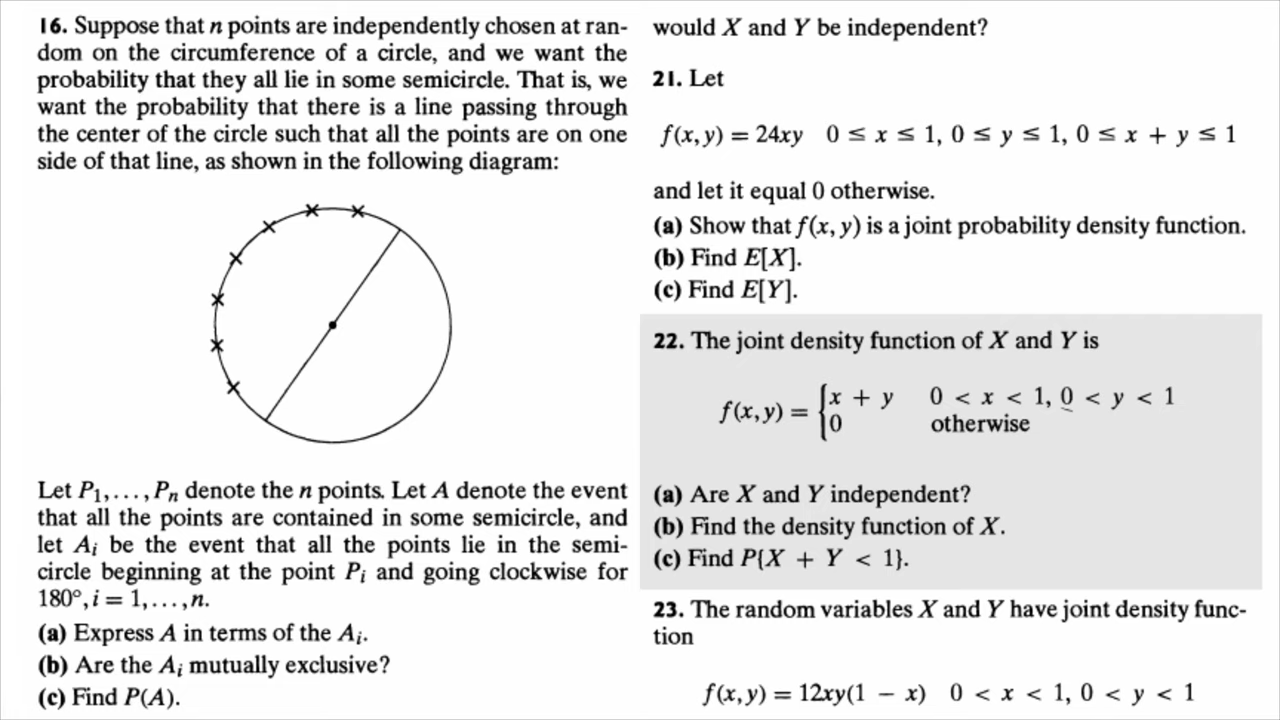 16. Suppose that n points are independently chosen at ran-
dom on the circumference of a circle, and we want the
probability that they all lie in some semicircle. That is, we
want the probability that there is a line passing through
the center of the circle such that all the points are on one
side of that line, as shown in the following diagram:
Let P₁,...,Pₙ denote the n points. Let A denote the event
that all the points are contained in some semicircle, and
let Aᵢ be the event that all the points lie in the semi-
circle beginning at the point Pᵢ and going clockwise for
180°, i = 1,...,n.
(a) Express A in terms of the Aᵢ.
(b) Are the Aᵢ mutually exclusive?
(c) Find P(A).
would X and Y be independent?
21. Let
f(x,y) = 24xy 0 ≤ x ≤ 1, 0 ≤ y ≤ 1, 0 ≤ x + y ≤ 1
and let it equal 0 otherwise.
(a) Show that f(x, y) is a joint probability density function.
(b) Find E[X].
(c) Find E[Y].
22. The joint density function of X and Y is
f(x,y) = {x + y 0 < x < 1, 0 < y < 1
0 otherwise
(a) Are X and Y independent?
(b) Find the density function of X.
(c) Find P{X + Y < 1}.
23. The random variables X and Y have joint density func-
tion
f(x,y) = 12xy(1 − x) 0 < x < 1, 0 < y < 1